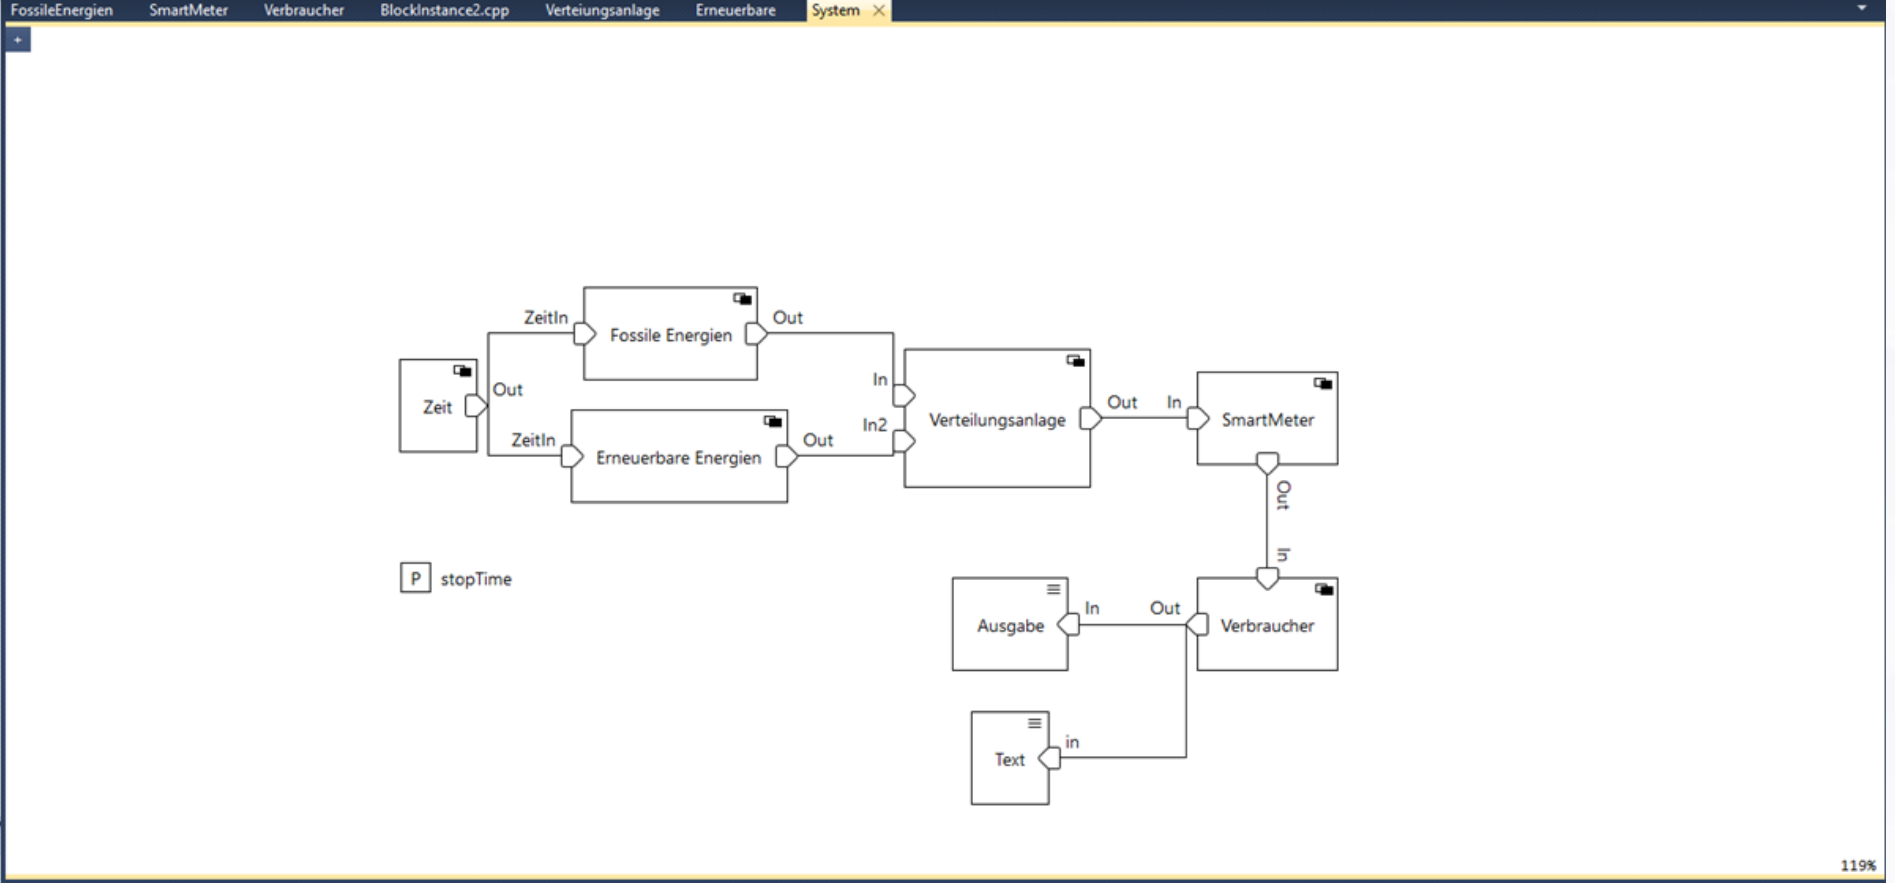 FossileEnergien SmartMeter Verbraucher BlockInstance2.cpp Verteiungsanlage Erneuerbare System
+
ZeitIn Fossile Energien Out
Zeit Out
ZeitIn Erneuerbare Energien Out
In
In2
Verteilungsanlage Out
In SmartMeter
Out
P stopTime
In
Verbraucher Out
In Ausgabe
in Text
119%